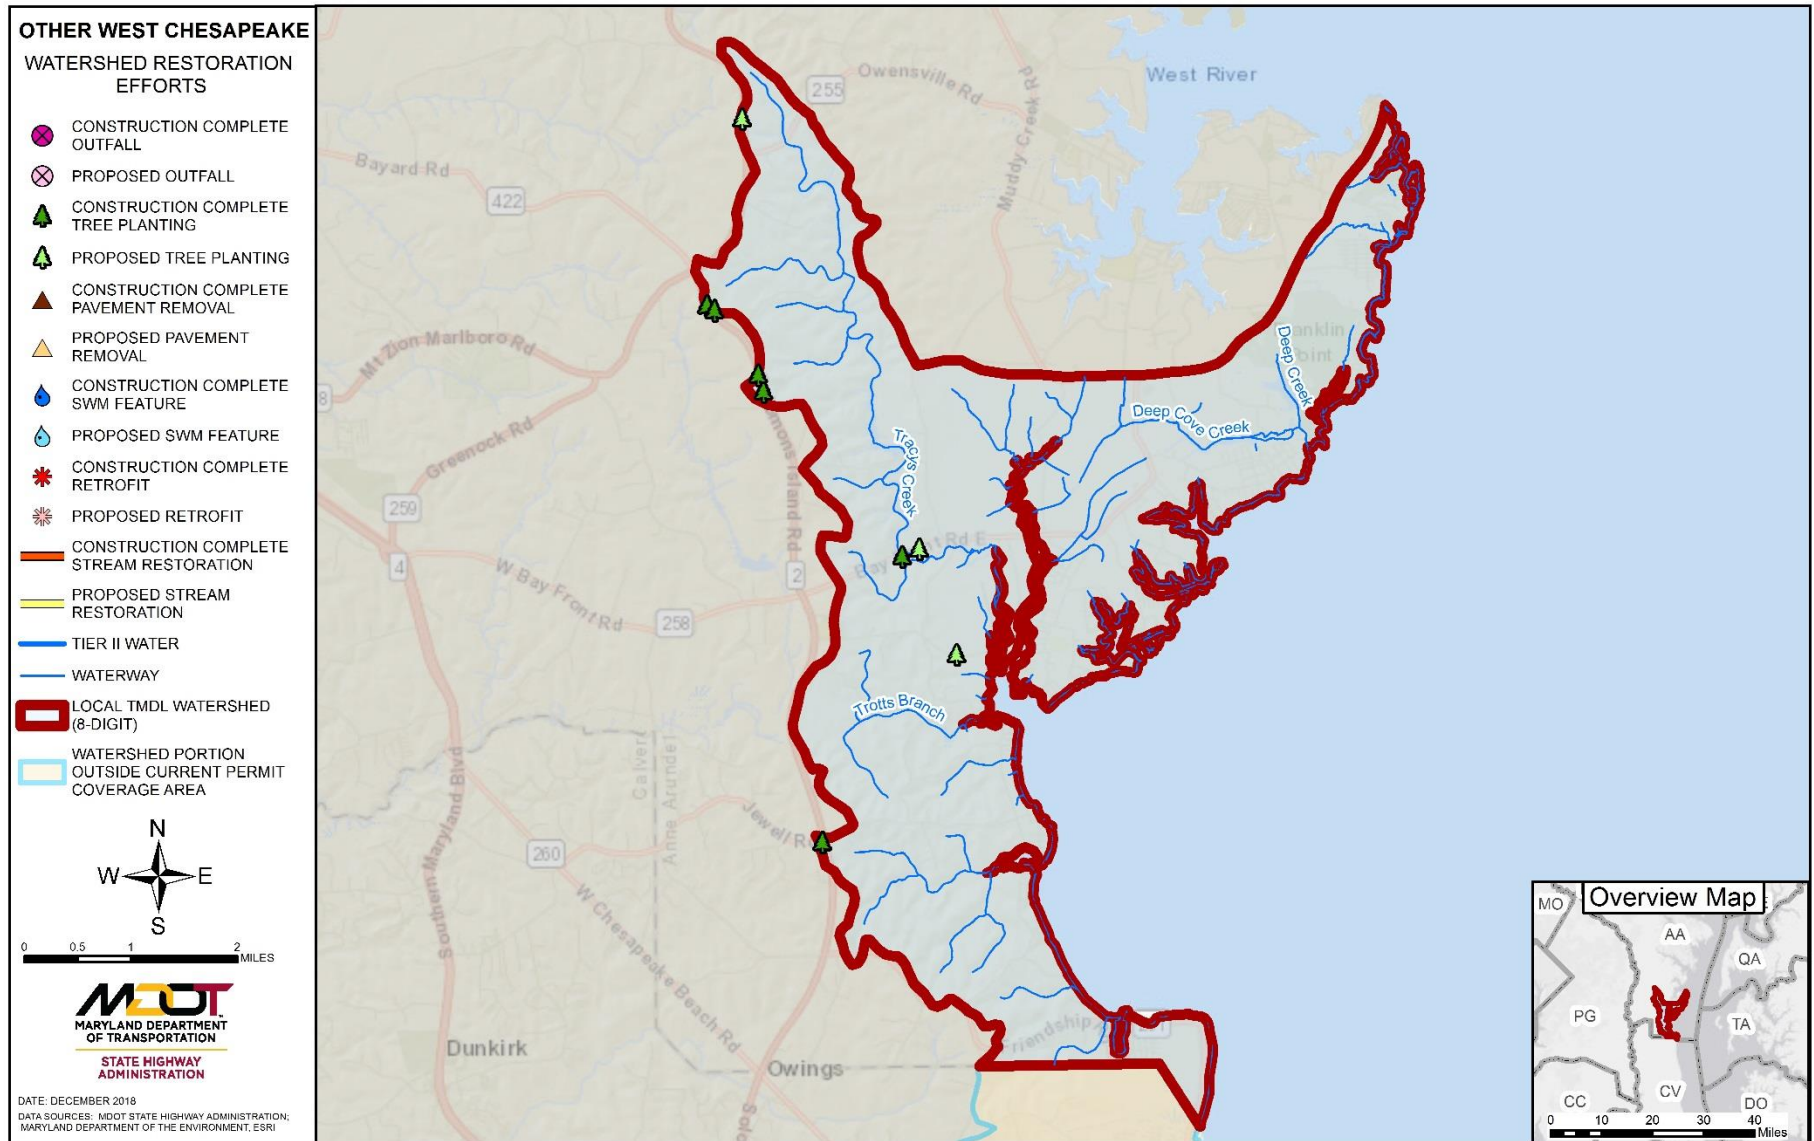 OTHER WEST CHESAPEAKE
WATERSHED RESTORATION
EFFORTS
CONSTRUCTION COMPLETE
OUTFALL
PROPOSED OUTFALL
CONSTRUCTION COMPLETE
TREE PLANTING
PROPOSED TREE PLANTING
CONSTRUCTION COMPLETE
PAVEMENT REMOVAL
PROPOSED PAVEMENT
REMOVAL
CONSTRUCTION COMPLETE
SWM FEATURE
PROPOSED SWM FEATURE
CONSTRUCTION COMPLETE
RETROFIT
PROPOSED RETROFIT
CONSTRUCTION COMPLETE
STREAM RESTORATION
PROPOSED STREAM
RESTORATION
TIER II WATER
WATERWAY
LOCAL TMDL WATERSHED
(8-DIGIT)
WATERSHED PORTION
OUTSIDE CURRENT PERMIT
COVERAGE AREA
N
W E
S
0 0.5 1 2
MILES
MDOT
MARYLAND DEPARTMENT
OF TRANSPORTATION
STATE HIGHWAY
ADMINISTRATION
DATE: DECEMBER 2018
DATA SOURCES: MDOT STATE HIGHWAY ADMINISTRATION;
MARYLAND DEPARTMENT OF THE ENVIRONMENT, ESRI
West River
Owensville Rd
255
Muddy Creek Rd
Bayard Rd
422
Mt Zion Marlboro Rd
8
Greenock Rd
259
4
W Bay Front Rd
258
2
Island Rd
Tracys Creek
Rd E
Deep Cove Creek
Deep Creek
Trotts Branch
Calvert
Anne Arundel
Jewell Rd
260
Southern Maryland Blvd
W Chesapeake Beach Rd
Dunkirk
Owings
Overview Map
MO
AA
QA
PG
TA
CV
CC
DO
0 10 20 30 40
Miles